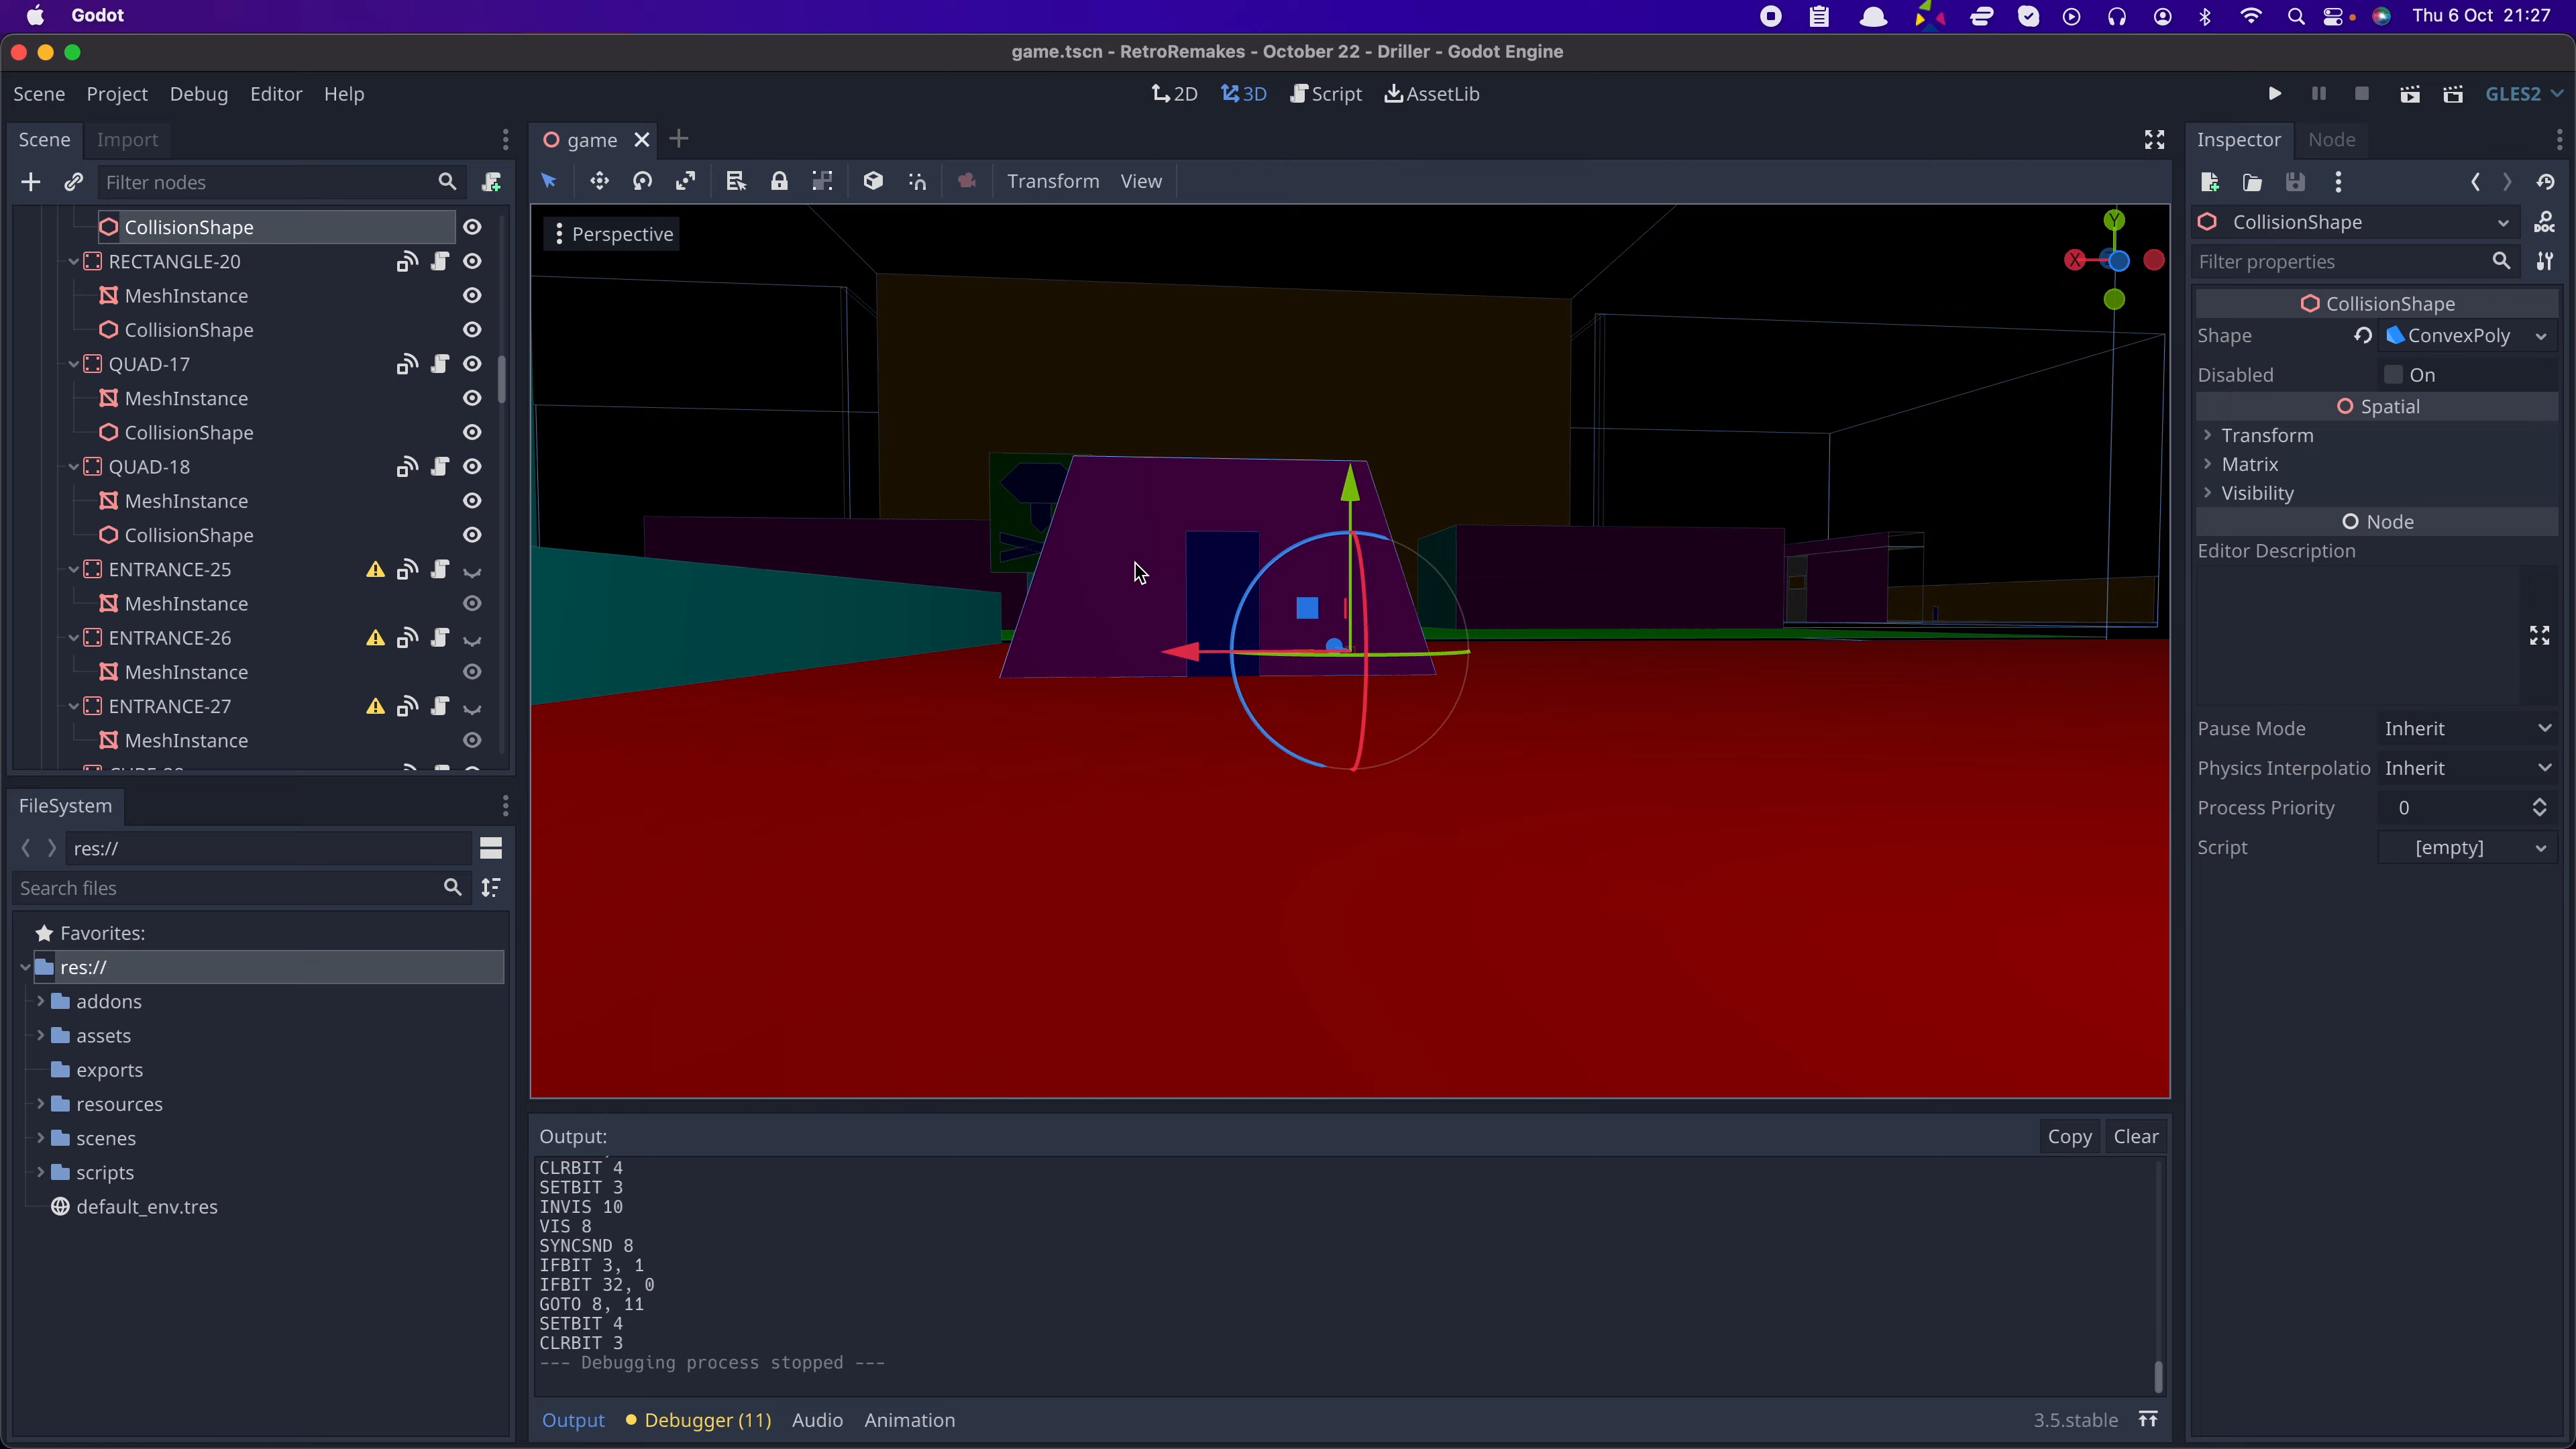 Godot
Thu 6 Oct 21:27
game.tscn - RetroRemakes - October 22 - Driller - Godot Engine
Scene Project Debug Editor Help
2D 3D Script AssetLib
GLES2
Scene Import
Filter nodes
CollisionShape
RECTANGLE-20
MeshInstance
CollisionShape
QUAD-17
MeshInstance
CollisionShape
QUAD-18
MeshInstance
CollisionShape
ENTRANCE-25
MeshInstance
ENTRANCE-26
MeshInstance
ENTRANCE-27
MeshInstance
FileSystem
res://
Search files
Favorites:
res://
addons
assets
exports
resources
scenes
scripts
default_env.tres
game
Transform View
Perspective
Y
X
Output:
Copy Clear
CLRBIT 4
SETBIT 3
INVIS 10
VIS 8
SYNCSND 8
IFBIT 3, 1
IFBIT 32, 0
GOTO 8, 11
SETBIT 4
CLRBIT 3
--- Debugging process stopped ---
Output Debugger (11) Audio Animation
3.5.stable
Inspector Node
CollisionShape
DOC
Filter properties
CollisionShape
Shape ConvexPoly
Disabled On
Spatial
Transform
Matrix
Visibility
Node
Editor Description
Pause Mode Inherit
Physics Interpolatio Inherit
Process Priority 0
Script [empty]